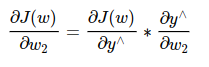 ∂J(w)/∂w₂ = ∂J(w)/∂y^ * ∂y^/∂w₂